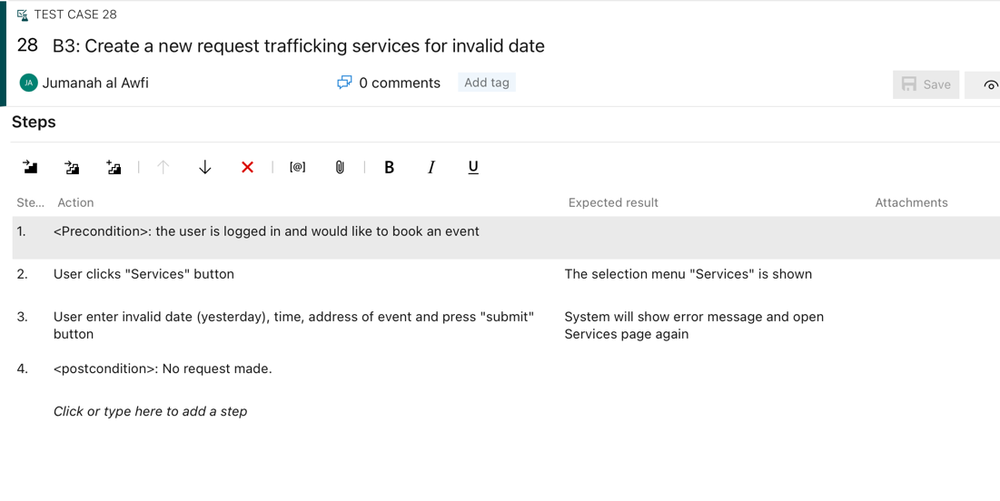 TEST CASE 28
28 B3: Create a new request trafficking services for invalid date
JA Jumanah al Awfi 0 comments Add tag Save
Steps
[@] B I U
Ste... Action Expected result Attachments
1. <Precondition>: the user is logged in and would like to book an event
2. User clicks "Services" button The selection menu "Services" is shown
3. User enter invalid date (yesterday), time, address of event and press "submit" System will show error message and open
button Services page again
4. <postcondition>: No request made.
Click or type here to add a step